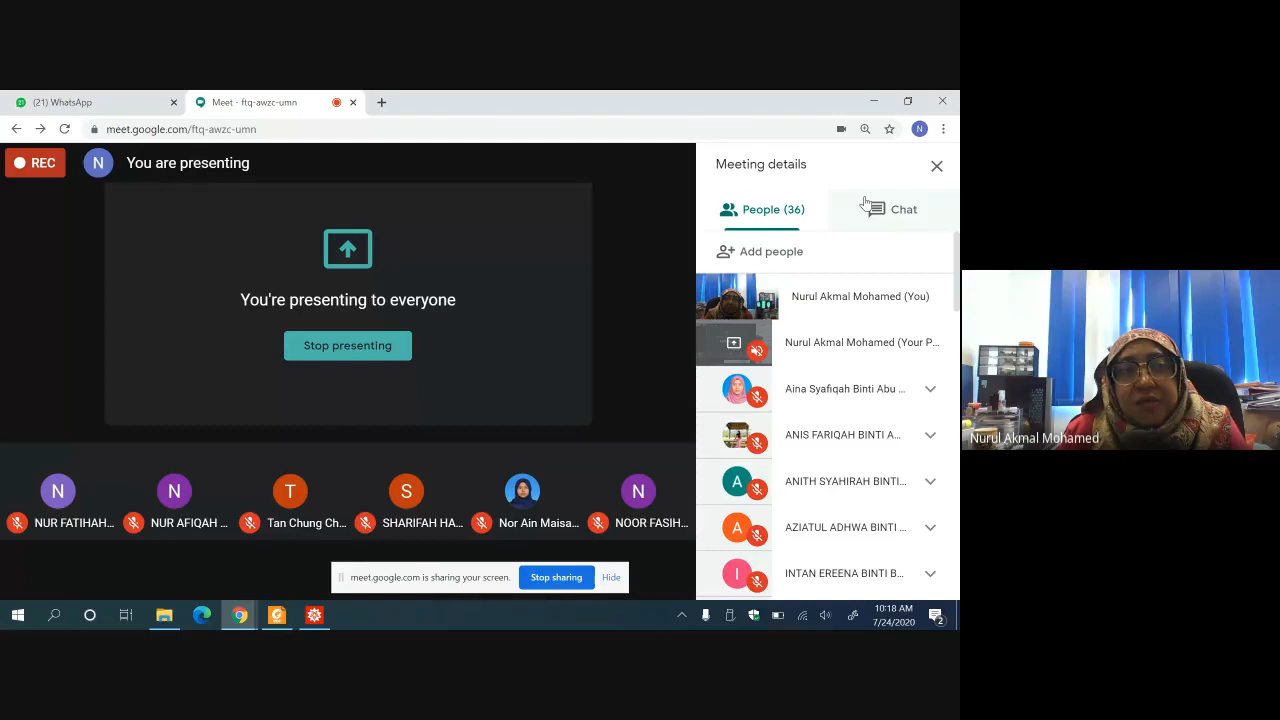 (21) WhatsApp
Meet - ftq-awzc-umn
meet.google.com/ftq-awzc-umn
N
REC
N
You are presenting
You're presenting to everyone
Stop presenting
N
N
T
S
N
NUR FATIHAH...
NUR AFIQAH ...
Tan Chung Ch...
SHARIFAH HA...
Nor Ain Maisa...
NOOR FASIH...
meet.google.com is sharing your screen.
Stop sharing
Hide
Meeting details
People (36)
Chat
Add people
Nurul Akmal Mohamed (You)
Nurul Akmal Mohamed (Your P...
Aina Syafiqah Binti Abu ...
ANIS FARIQAH BINTI A...
A
ANITH SYAHIRAH BINTI...
A
AZIATUL ADHWA BINTI ...
I
INTAN EREENA BINTI B...
10:18 AM
7/24/2020
2
Nurul Akmal Mohamed